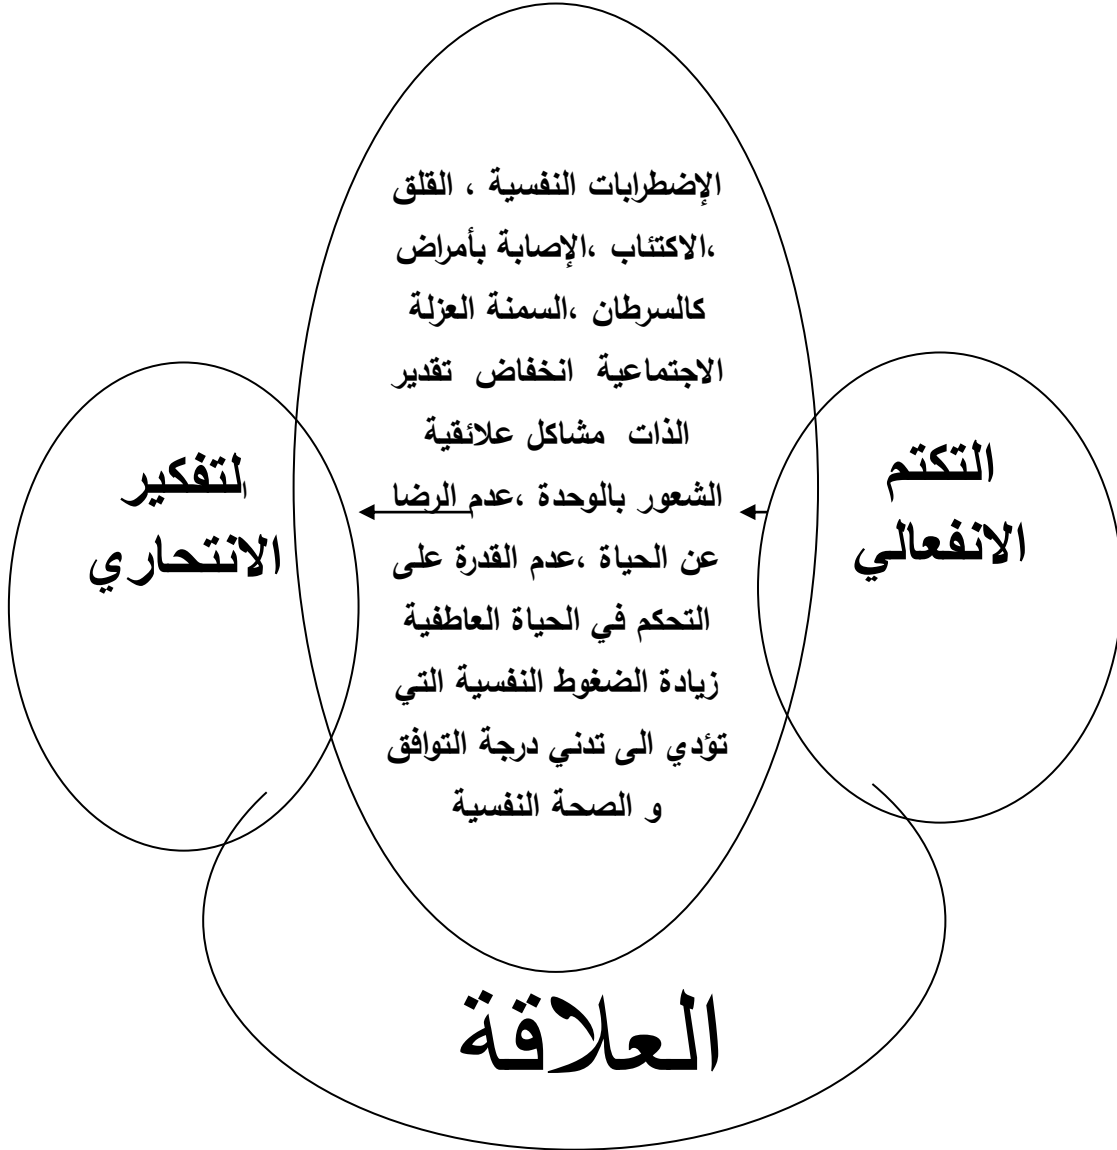 التكتم
الانفعالي
الإضطرابات النفسية ، القلق
،الاكتئاب ،الإصابة بأمراض
كالسرطان ،السمنة العزلة
الاجتماعية انخفاض تقدير
الذات مشاكل علائقية
الشعور بالوحدة ،عدم الرضا
عن الحياة ،عدم القدرة على
التحكم في الحياة العاطفية
زيادة الضغوط النفسية التي
تؤدي الى تدني درجة التوافق
و الصحة النفسية
لتفكير
الانتحاري
العلاقة